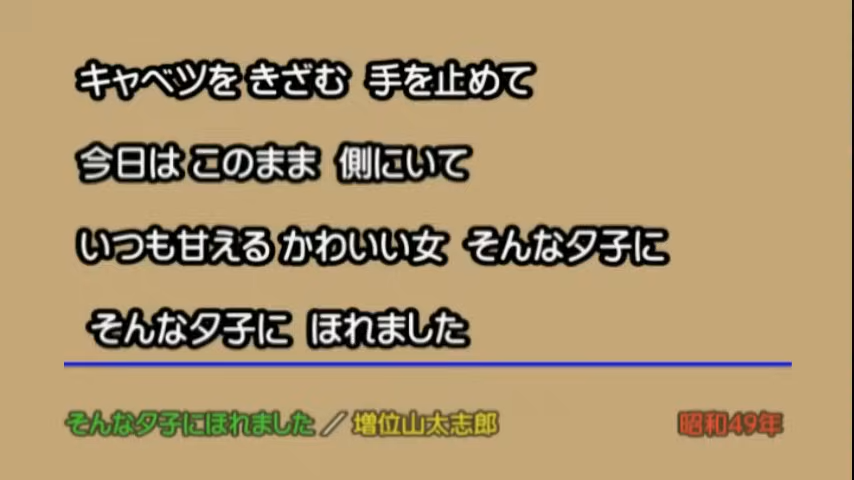 キャベツを きざむ 手を止めて
今日は このまま 側にいて
いつも甘える かわいい女 そんな夕子に
そんな夕子に ほれました
そんな夕子にほれました／増位山太志郎 昭和49年